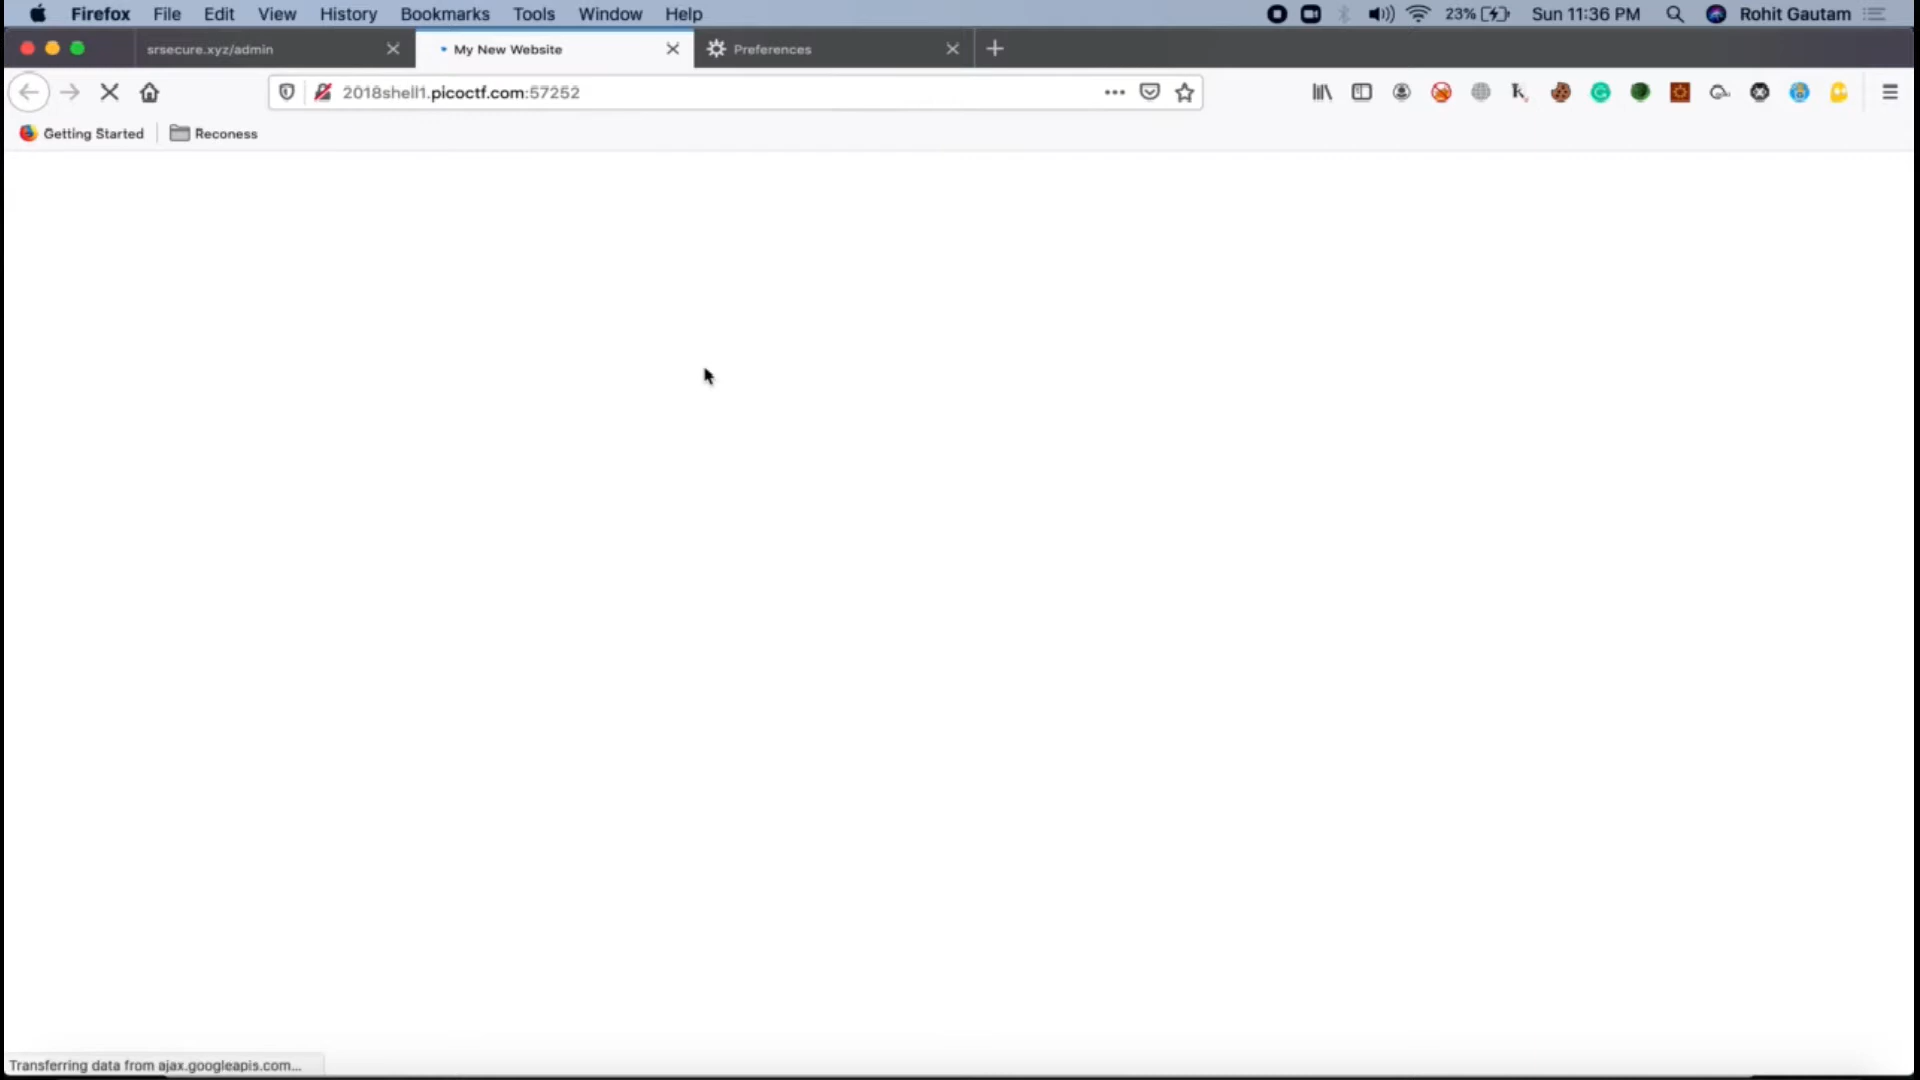 Firefox File Edit View History Bookmarks Tools Window Help 23% Sun 11:36 PM Rohit Gautam
srsecure.xyz/admin My New Website Preferences
2018shell1.picoctf.com:57252
Getting Started Reconess
Transferring data from ajax.googleapis.com...